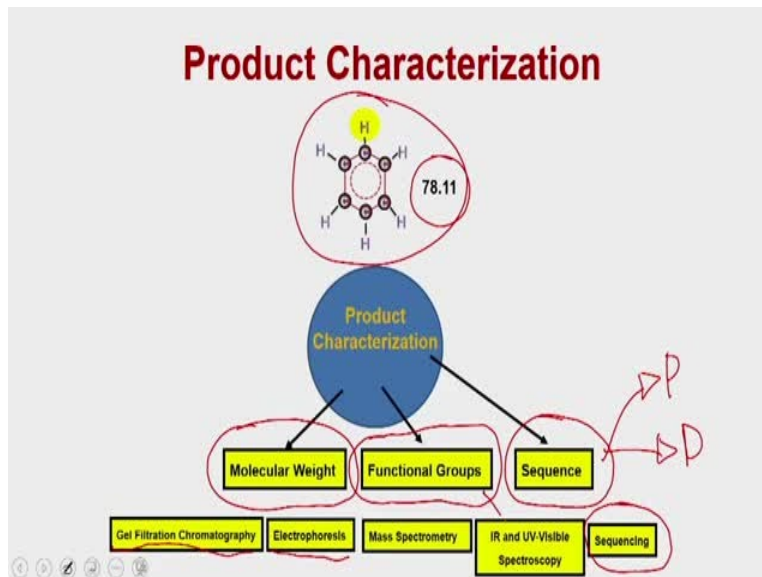 Product Characterization
H
H
H
78.11
H
H
H
Product
Characterization
P
D
Molecular Weight
Functional Groups
Sequence
Gel Filtration Chromatography
Electrophoresis
Mass Spectrometry
IR and UV-Visible
Spectroscopy
Sequencing